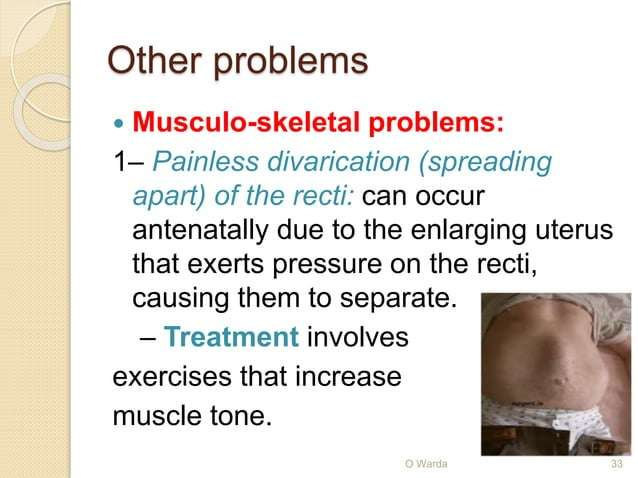 Other problems
• Musculo-skeletal problems:
1– Painless divarication (spreading
apart) of the recti: can occur
antenatally due to the enlarging uterus
that exerts pressure on the recti,
causing them to separate.
– Treatment involves
exercises that increase
muscle tone.
O Warda
33